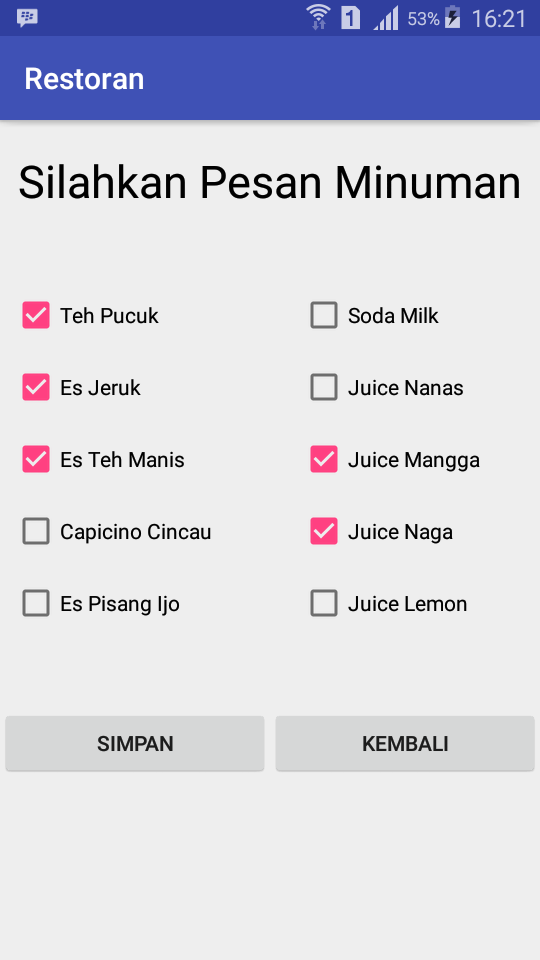 1 53% 16:21
Restoran
Silahkan Pesan Minuman
Teh Pucuk Soda Milk
Es Jeruk Juice Nanas
Es Teh Manis Juice Mangga
Capicino Cincau Juice Naga
Es Pisang Ijo Juice Lemon
SIMPAN KEMBALI